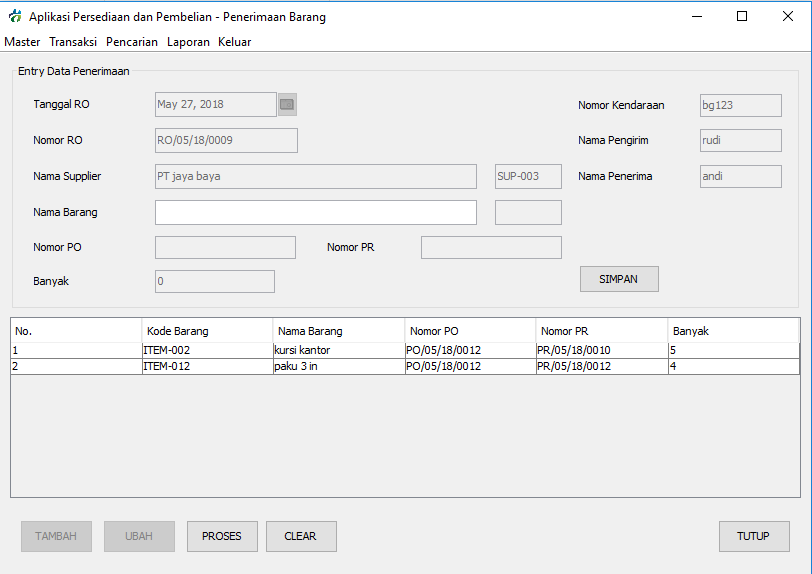 Aplikasi Persediaan dan Pembelian - Penerimaan Barang
Master Transaksi Pencarian Laporan Keluar
Entry Data Penerimaan
Tanggal RO May 27, 2018 Nomor Kendaraan bg123
Nomor RO RO/05/18/0009 Nama Pengirim rudi
Nama Supplier PT jaya baya SUP-003 Nama Penerima andi
Nama Barang
Nomor PO Nomor PR
Banyak 0 SIMPAN
No. Kode Barang Nama Barang Nomor PO Nomor PR Banyak
1 ITEM-002 kursi kantor PO/05/18/0012 PR/05/18/0010 5
2 ITEM-012 paku 3 in PO/05/18/0012 PR/05/18/0012 4
TAMBAH UBAH PROSES CLEAR TUTUP